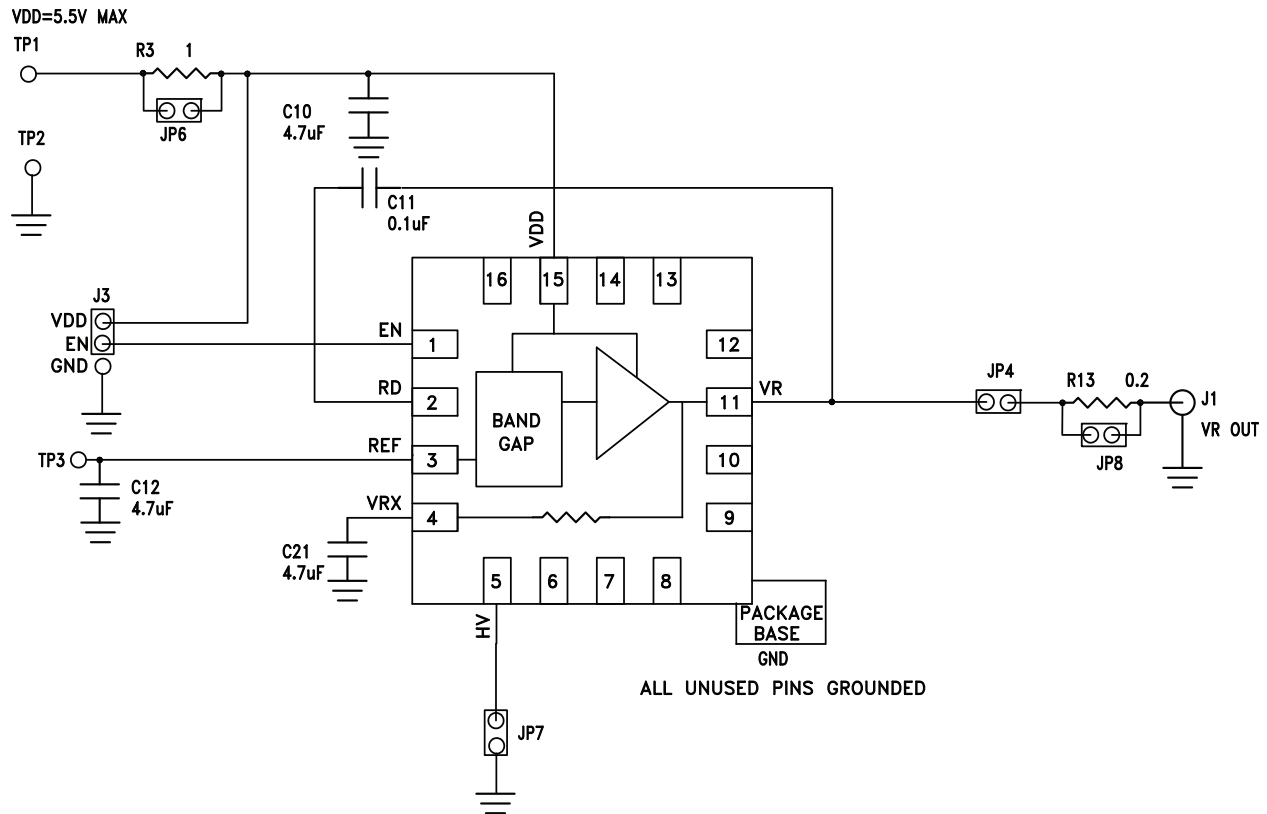 VDD=5.5V MAX
TP1
R3 1
JP6
C10
4.7uF
TP2
C11
0.1uF
VDD
16 15 14 13
J3
VDD
EN
GND
EN
1
12
RD
2
11
VR
JP4
R13 0.2
J1
VR OUT
JP8
BAND
GAP
TP3
REF
3
10
C12
4.7uF
VRX
4
9
C21
4.7uF
5 6 7 8
HV
PACKAGE
BASE
GND
ALL UNUSED PINS GROUNDED
JP7